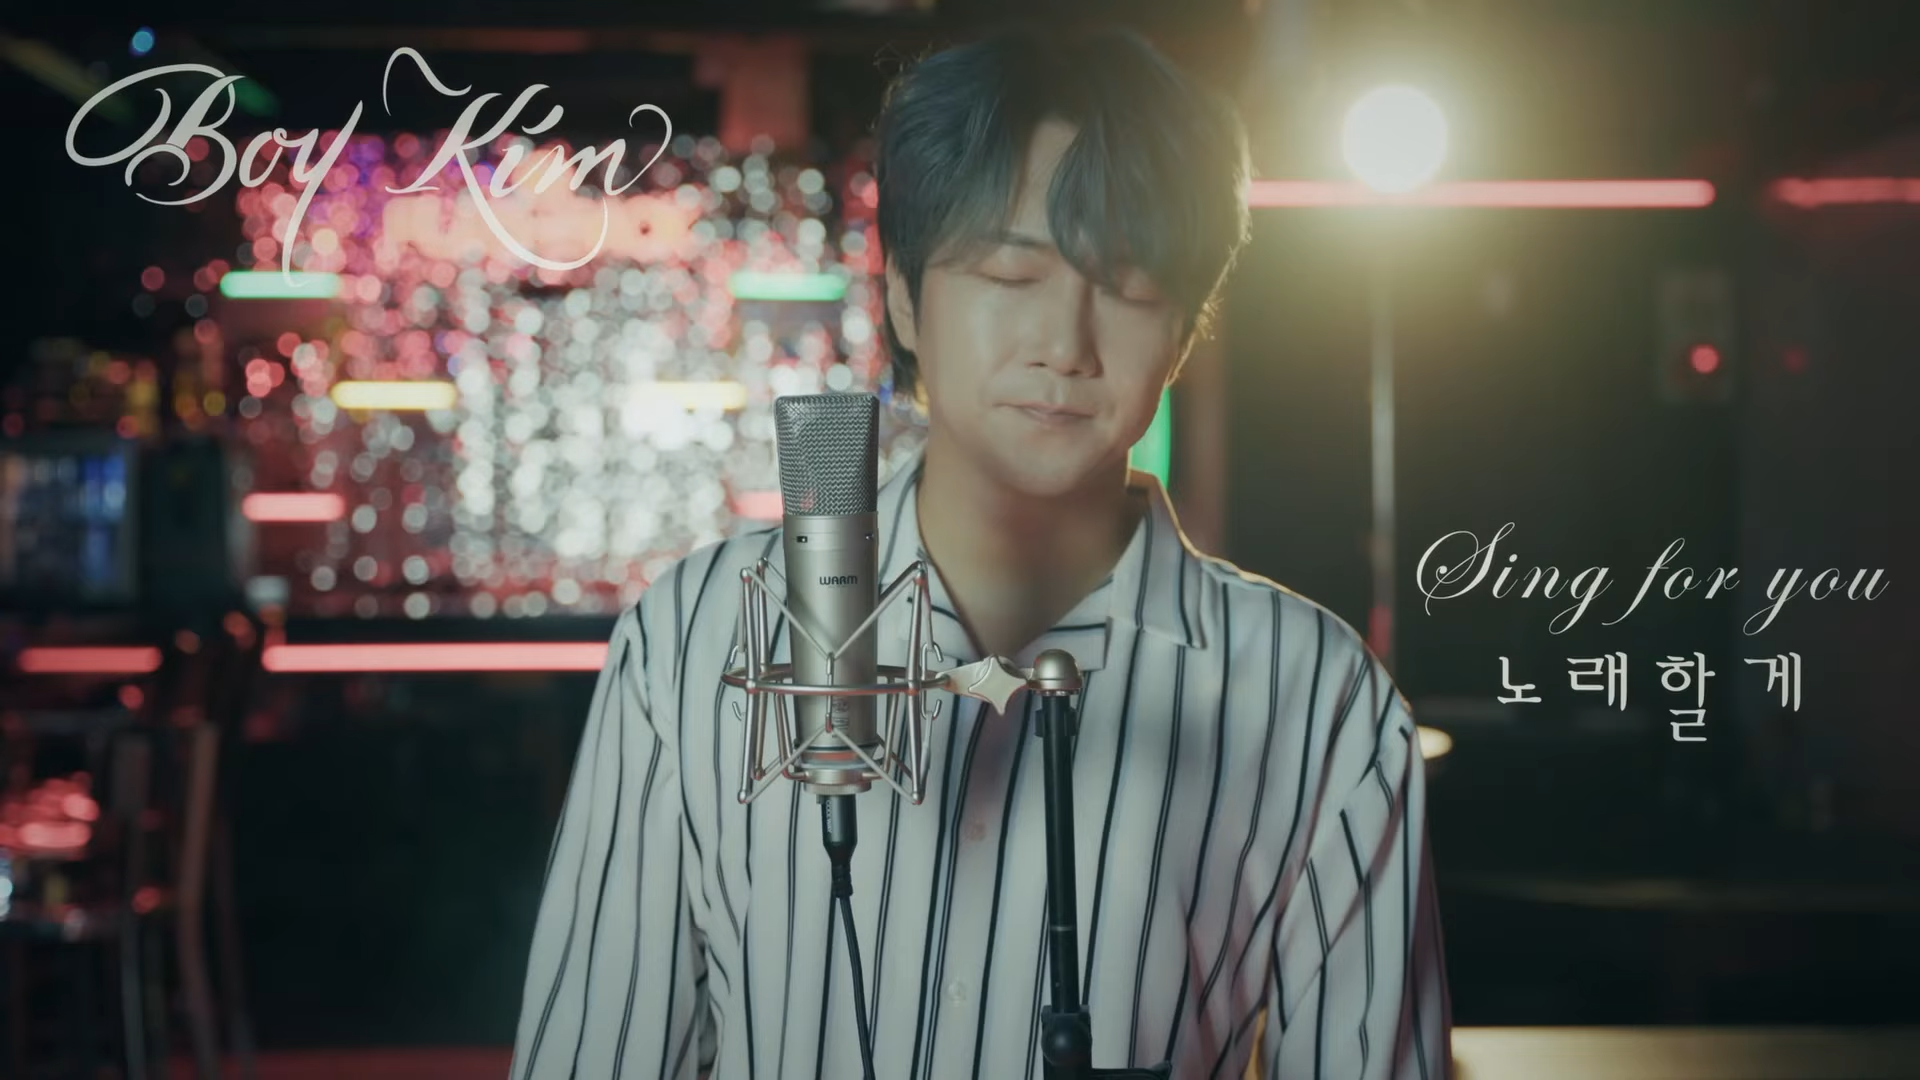 Boy Kim
WARM
Sing for you
노래할게